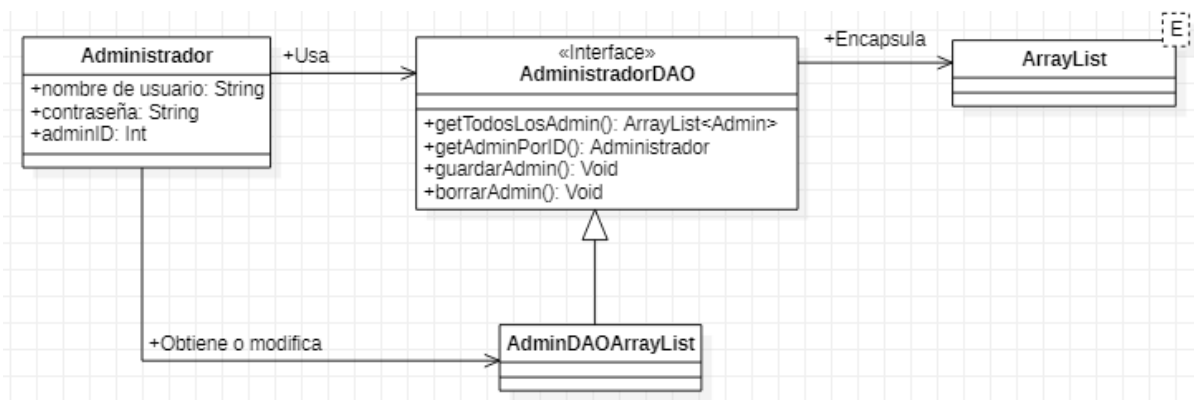 Administrador
+nombre de usuario: String
+contraseña: String
+adminID: Int
+Usa
«Interface»
AdministradorDAO
+getTodosLosAdmin(): ArrayList<Admin>
+getAdminPorID(): Administrador
+guardarAdmin(): Void
+borrarAdmin(): Void
+Encapsula
E
ArrayList
+Obtiene o modifica
AdminDAOArrayList